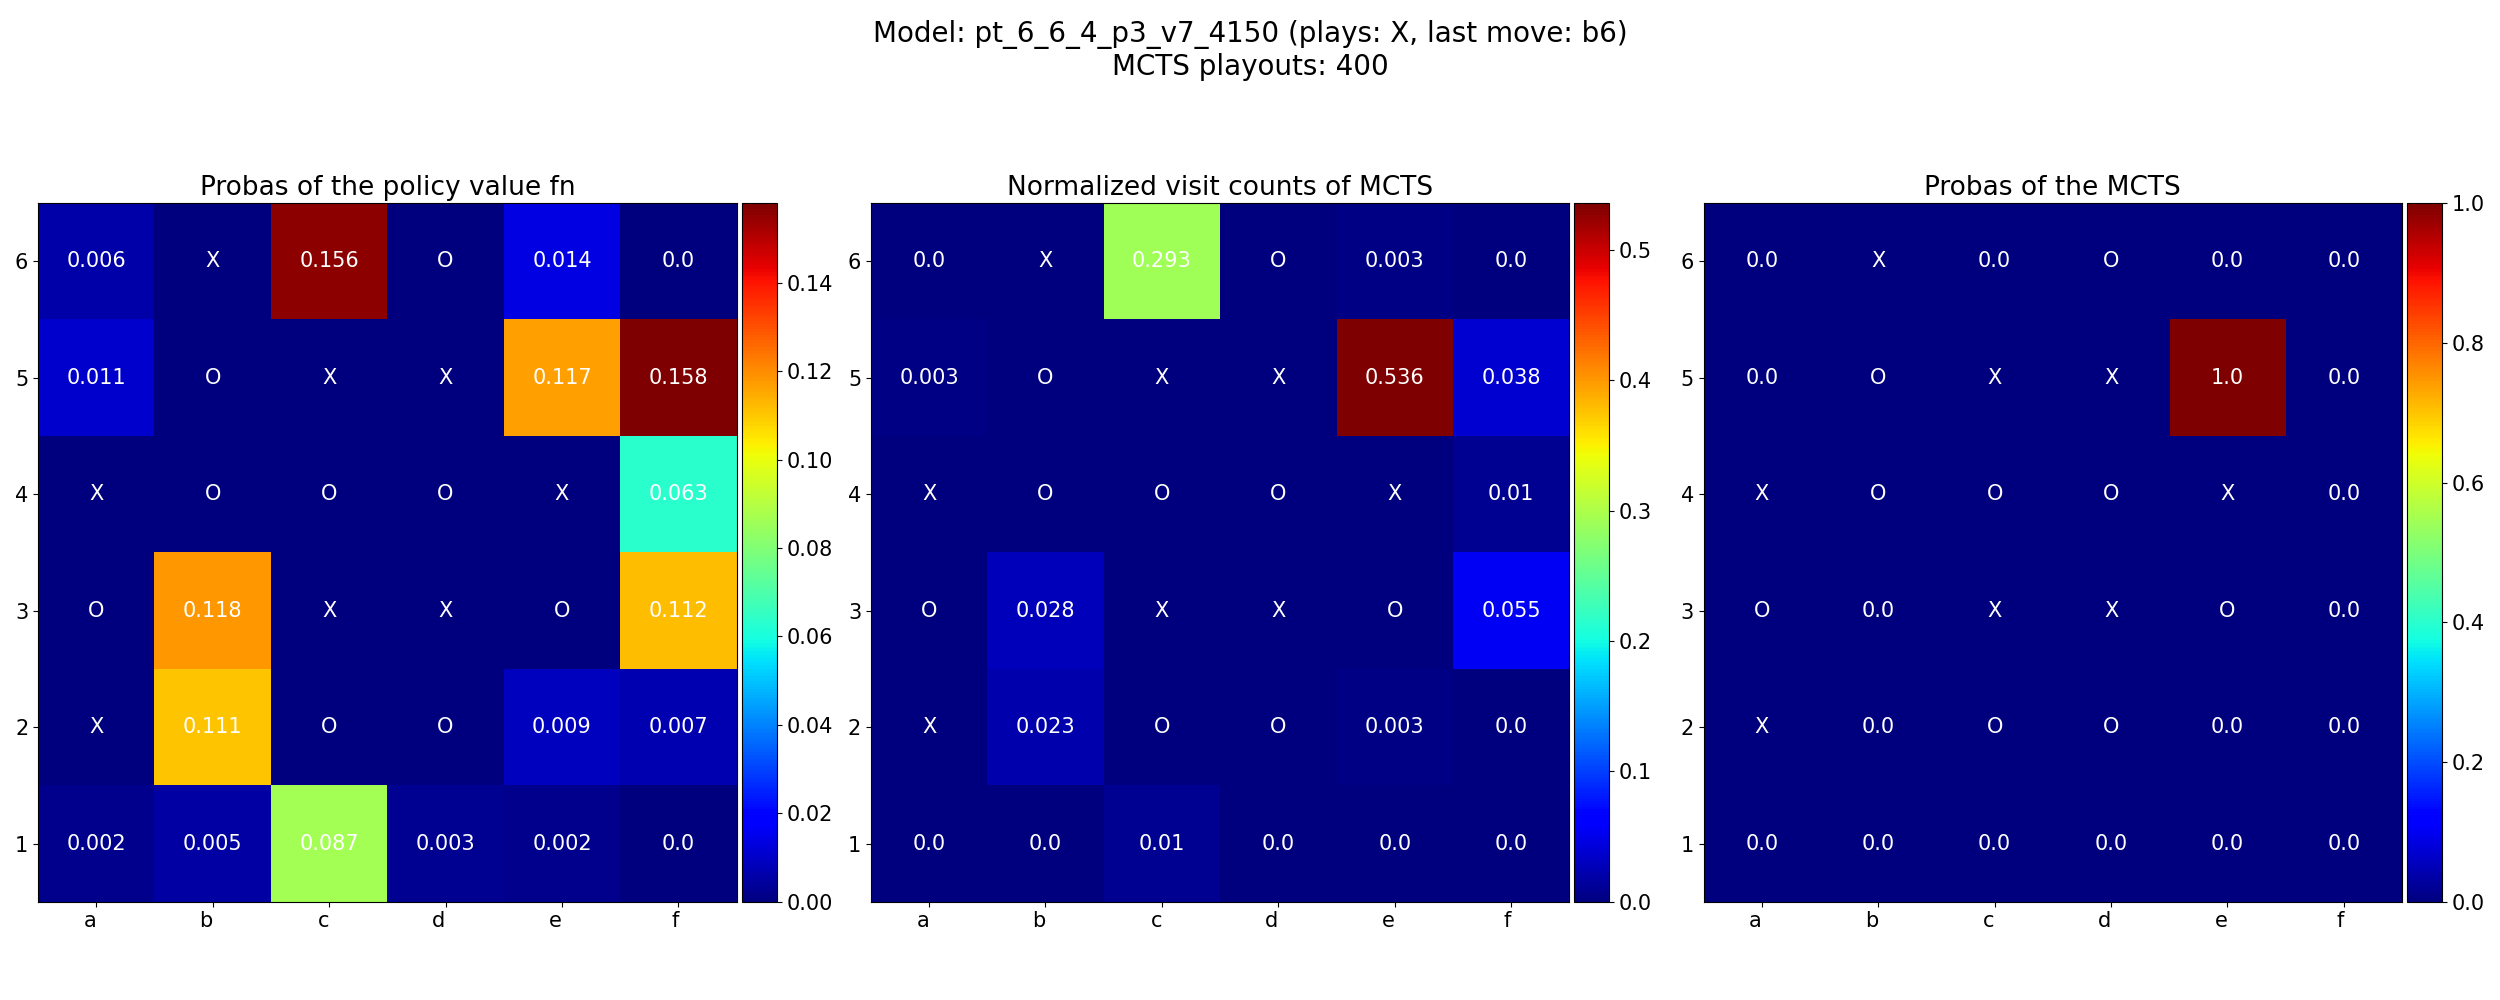 Model: pt_6_6_4_p3_v7_4150 (plays: X, last move: b6)
MCTS playouts: 400
Probas of the policy value fn
6 0.006 X 0.156 O 0.014 0.0
5 0.011 O X X 0.117 0.158
4 X O O O X 0.063
3 O 0.118 X X O 0.112
2 X 0.111 O O 0.009 0.007
1 0.002 0.005 0.087 0.003 0.002 0.0
a b c d e f
0.14
0.12
0.10
0.08
0.06
0.04
0.02
0.00
Normalized visit counts of MCTS
6 0.0 X 0.293 O 0.003 0.0
5 0.003 O X X 0.536 0.038
4 X O O O X 0.01
3 O 0.028 X X O 0.055
2 X 0.023 O O 0.003 0.0
1 0.0 0.0 0.01 0.0 0.0 0.0
a b c d e f
0.5
0.4
0.3
0.2
0.1
0.0
Probas of the MCTS
6 0.0 X 0.0 O 0.0 0.0
5 0.0 O X X 1.0 0.0
4 X O O O X 0.0
3 O 0.0 X X O 0.0
2 X 0.0 O O 0.0 0.0
1 0.0 0.0 0.0 0.0 0.0 0.0
a b c d e f
1.0
0.8
0.6
0.4
0.2
0.0